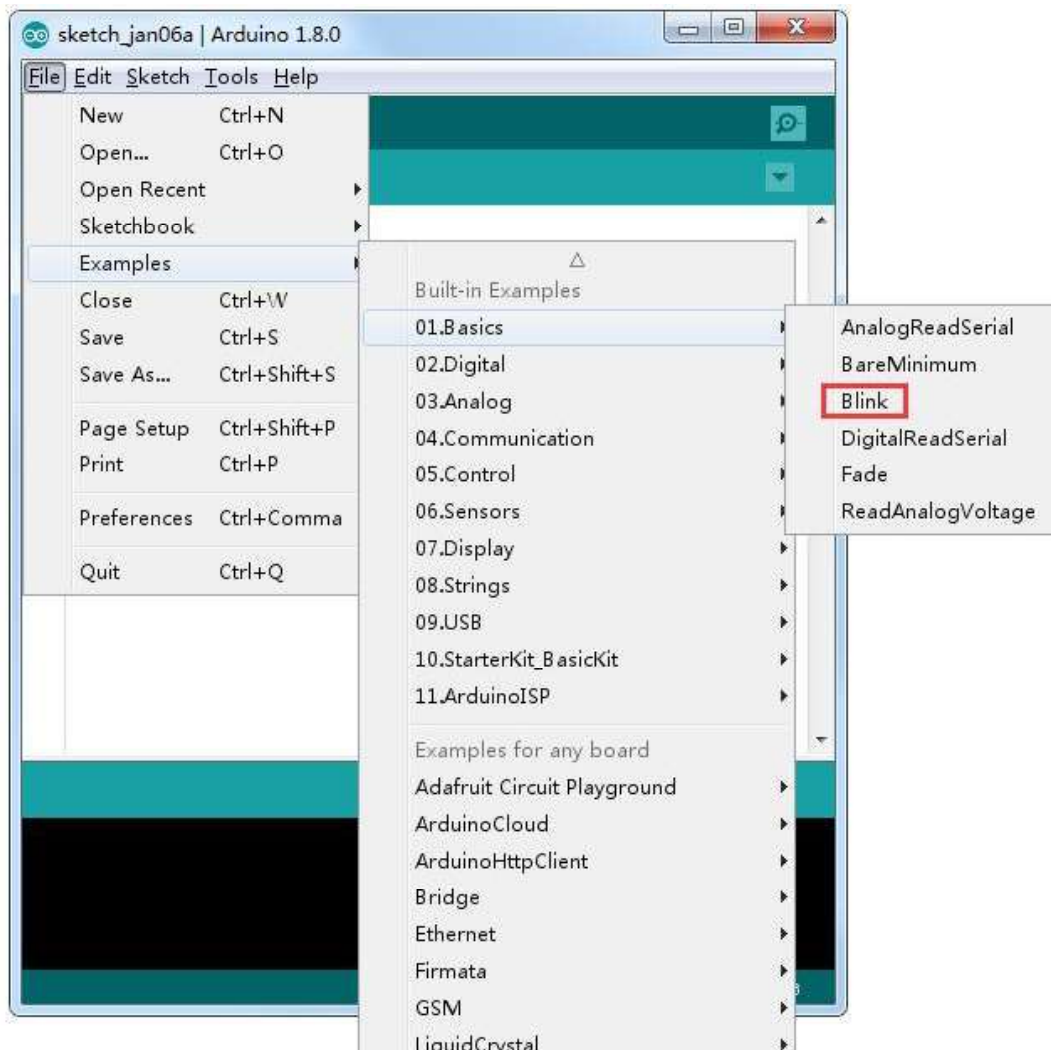 sketch_jan06a | Arduino 1.8.0
File Edit Sketch Tools Help
New Ctrl+N
Open... Ctrl+O
Open Recent
Sketchbook
Examples
Close Ctrl+W
Save Ctrl+S
Save As... Ctrl+Shift+S
Page Setup Ctrl+Shift+P
Print Ctrl+P
Preferences Ctrl+Comma
Quit Ctrl+Q
Built-in Examples
01.Basics
02.Digital
03.Analog
04.Communication
05.Control
06.Sensors
07.Display
08.Strings
09.USB
10.StarterKit_BasicKit
11.ArduinoISP
Examples for any board
Adafruit Circuit Playground
ArduinoCloud
ArduinoHttpClient
Bridge
Ethernet
Firmata
GSM
LiquidCrystal
AnalogReadSerial
BareMinimum
Blink
DigitalReadSerial
Fade
ReadAnalogVoltage